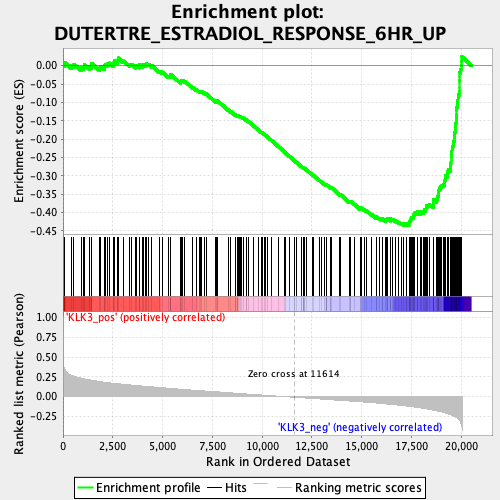 Enrichment plot:
DUTERTRE_ESTRADIOL_RESPONSE_6HR_UP
Enrichment score (ES)
0.00
-0.05
-0.10
-0.15
-0.20
-0.25
-0.30
-0.35
-0.40
-0.45
'KLK3_pos' (positively correlated)
Ranked list metric (Pearson)
1.00
0.75
0.50
0.25
0.00
-0.25
Zero cross at 11614
'KLK3_neg' (negatively correlated)
0 2,500 5,000 7,500 10,000 12,500 15,000 17,500 20,000
Rank in Ordered Dataset
Enrichment profile Hits Ranking metric scores